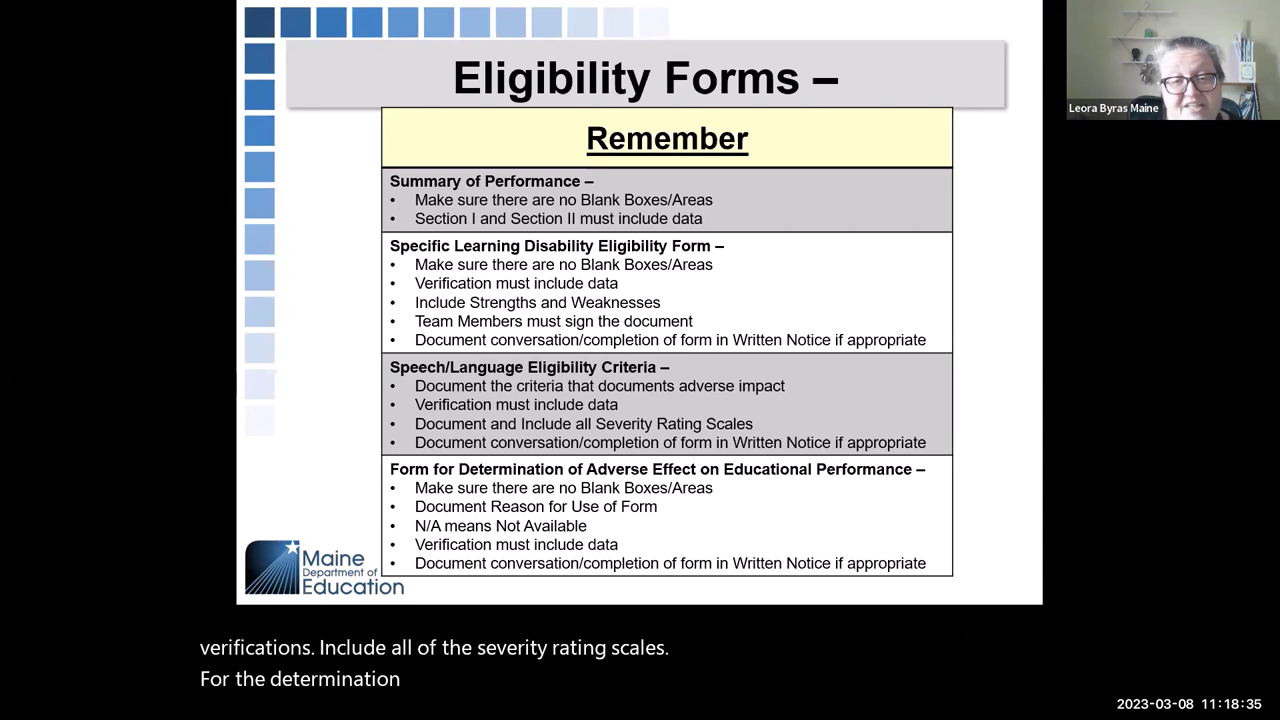 Eligibility Forms –
Leora Byras Maine
Remember
Summary of Performance –
• Make sure there are no Blank Boxes/Areas
• Section I and Section II must include data
Specific Learning Disability Eligibility Form –
• Make sure there are no Blank Boxes/Areas
• Verification must include data
• Include Strengths and Weaknesses
• Team Members must sign the document
• Document conversation/completion of form in Written Notice if appropriate
Speech/Language Eligibility Criteria –
• Document the criteria that documents adverse impact
• Verification must include data
• Document and Include all Severity Rating Scales
• Document conversation/completion of form in Written Notice if appropriate
Form for Determination of Adverse Effect on Educational Performance –
• Make sure there are no Blank Boxes/Areas
• Document Reason for Use of Form
• N/A means Not Available
• Verification must include data
• Document conversation/completion of form in Written Notice if appropriate
Maine
Department of
Education
verifications. Include all of the severity rating scales.
For the determination
2023-03-08 11:18:35